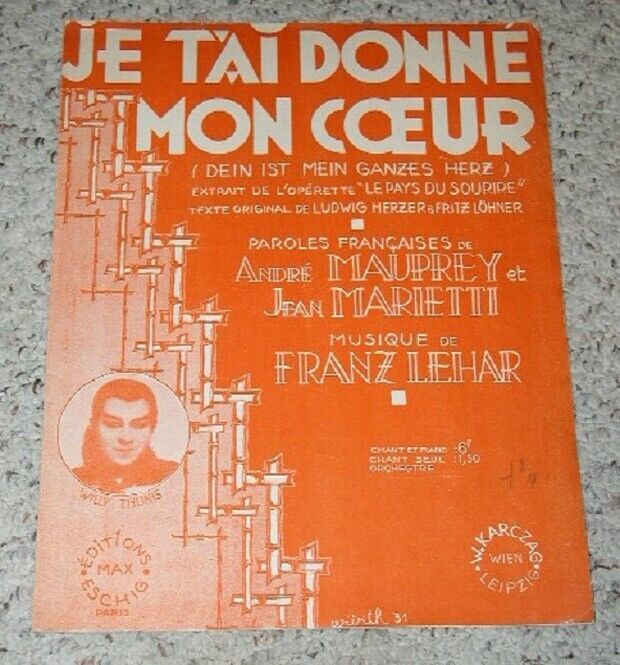 JE T'AI DONNÉ
MON CŒUR
(DEIN IST MEIN GANZES HERZ)
EXTRAIT DE L'OPÉRETTE "LE PAYS DU SOURIRE"
TEXTE ORIGINAL DE LUDWIG HERZER & FRITZ LÖHNER
PAROLES FRANÇAISES DE
ANDRÉ MAUPREY et
JEAN MARIETTI
MUSIQUE DE
FRANZ LEHAR
CHANT ET PIANO :6F
CHANT SEUL :1,50
ORCHESTRE
WILLY THUNIS
ÉDITIONS
MAX
ESCHIG
PARIS
W. KARCZAG
WIEN
LEIPZIG
würth 31